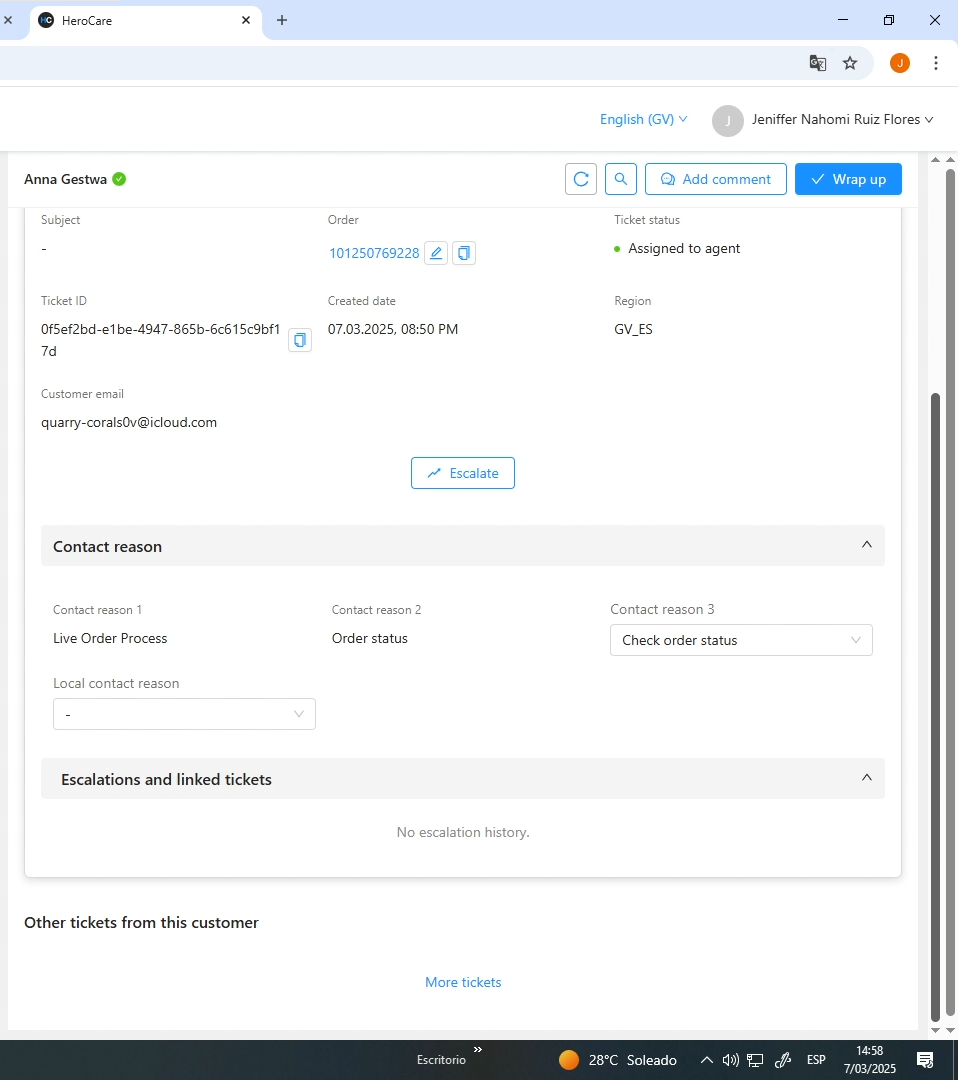 HeroCare
J
English (GV)
J
Jeniffer Nahomi Ruiz Flores
Anna Gestwa
Add comment
Wrap up
Subject
Order
Ticket status
-
101250769228
Assigned to agent
Ticket ID
Created date
Region
0f5ef2bd-e1be-4947-865b-6c615c9bf1
7d
07.03.2025, 08:50 PM
GV_ES
Customer email
quarry-corals0v@icloud.com
Escalate
Contact reason
Contact reason 1
Contact reason 2
Contact reason 3
Live Order Process
Order status
Check order status
Local contact reason
-
Escalations and linked tickets
No escalation history.
Other tickets from this customer
More tickets
Escritorio
28°C Soleado
ESP
14:58
7/03/2025